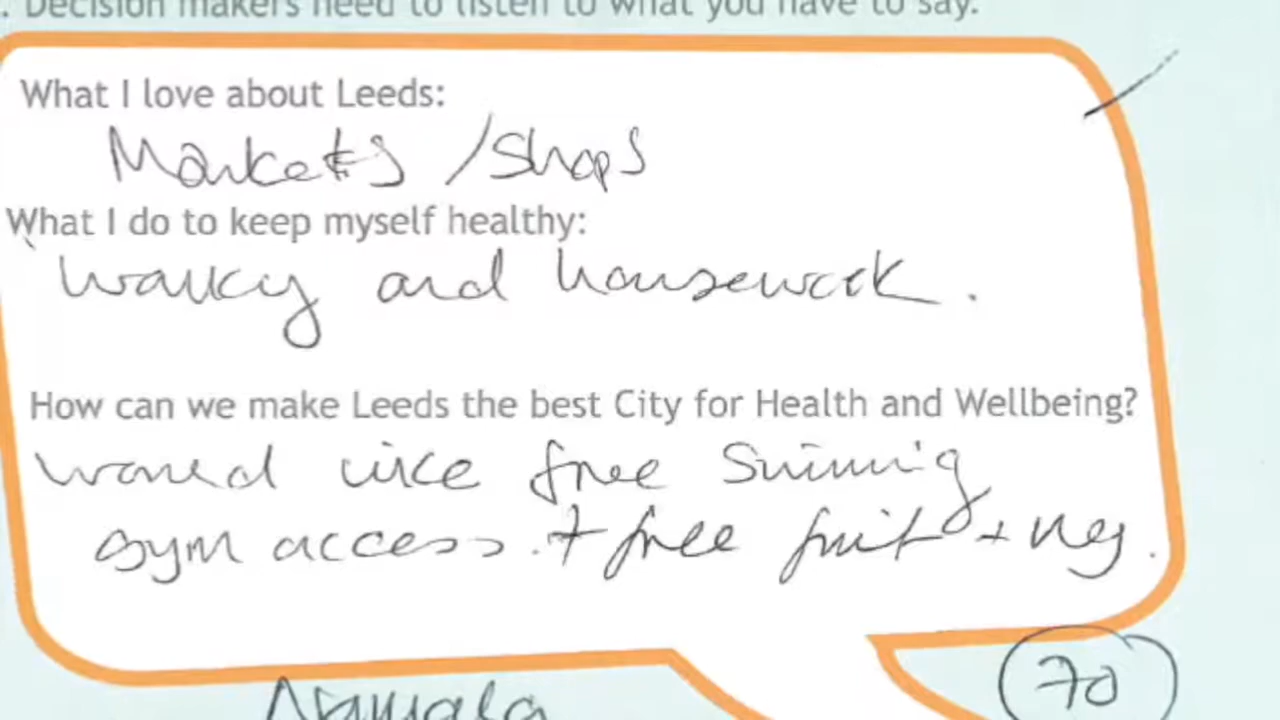 . Decision makers need to listen to what you have to say.
What I love about Leeds:
Markets / Shops
What I do to keep myself healthy:
Walking and housework.
How can we make Leeds the best City for Health and Wellbeing?
Would like free Swimming
gym access. + free fruit + veg.
70